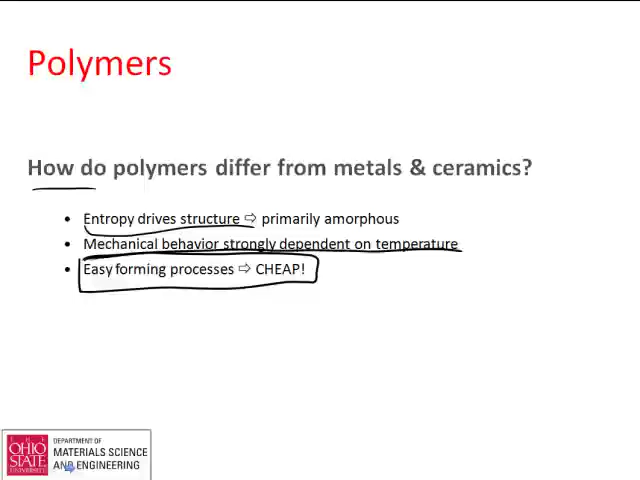 Polymers
How do polymers differ from metals & ceramics?
• Entropy drives structure ⇨ primarily amorphous
• Mechanical behavior strongly dependent on temperature
• Easy forming processes ⇨ CHEAP!
THE
OHIO
STATE
UNIVERSITY
DEPARTMENT OF
MATERIALS SCIENCE
AND ENGINEERING